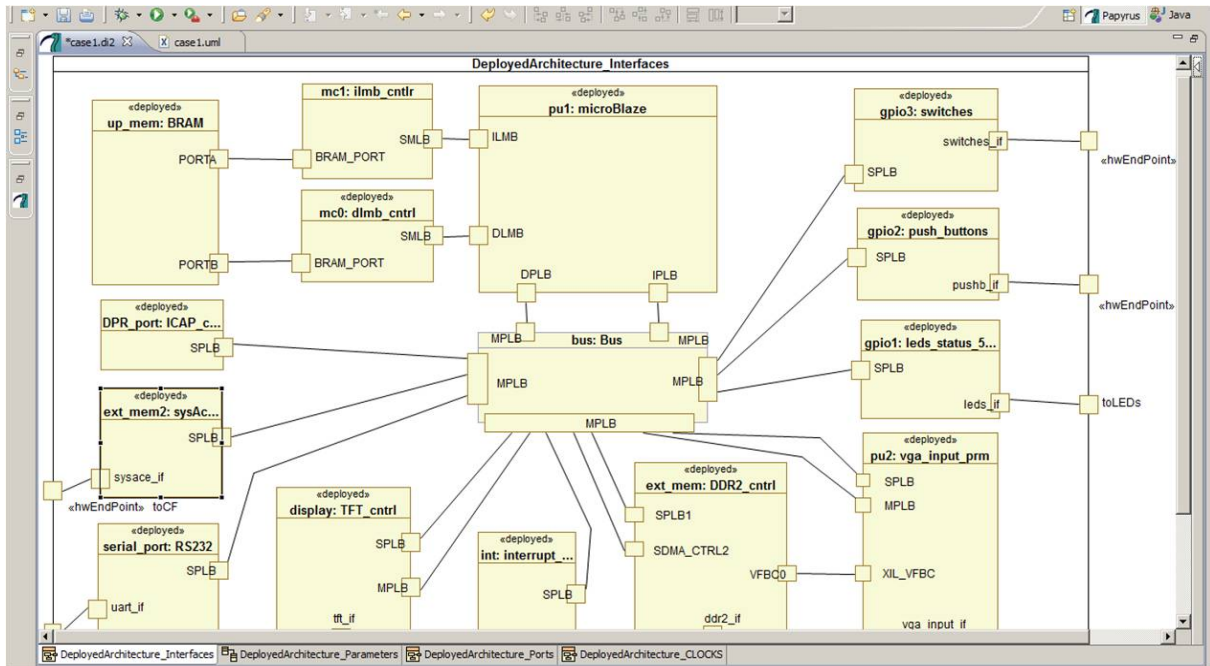 Papyrus
Java
*case1.di2
case1.uml
DeployedArchitecture_Interfaces
«deployed»
up_mem: BRAM
PORTA
PORTB
mc1: ilmb_cntlr
SMLB
BRAM_PORT
«deployed»
mc0: dlmb_cntrl
SMLB
BRAM_PORT
«deployed»
pu1: microBlaze
ILMB
DLMB
DPLB
IPLB
«deployed»
gpio3: switches
switches_if
SPLB
«hwEndPoint»
«deployed»
gpio2: push_buttons
SPLB
pushb_if
«hwEndPoint»
«deployed»
DPR_port: ICAP_c...
SPLB
MPLB
bus: Bus
MPLB
MPLB
MPLB
MPLB
«deployed»
gpio1: leds_status_5...
SPLB
leds_if
toLEDs
«deployed»
ext_mem2: sysAc...
SPLB
sysace_if
«hwEndPoint» toCF
«deployed»
serial_port: RS232
SPLB
uart_if
«deployed»
display: TFT_cntrl
SPLB
MPLB
tft_if
«deployed»
int: interrupt_...
SPLB
«deployed»
ext_mem: DDR2_cntrl
SPLB1
SDMA_CTRL2
VFBC0
ddr2_if
«deployed»
pu2: vga_input_prm
SPLB
MPLB
XIL_VFBC
vga_input_if
DeployedArchitecture_Interfaces
DeployedArchitecture_Parameters
DeployedArchitecture_Ports
DeployedArchitecture_CLOCKS